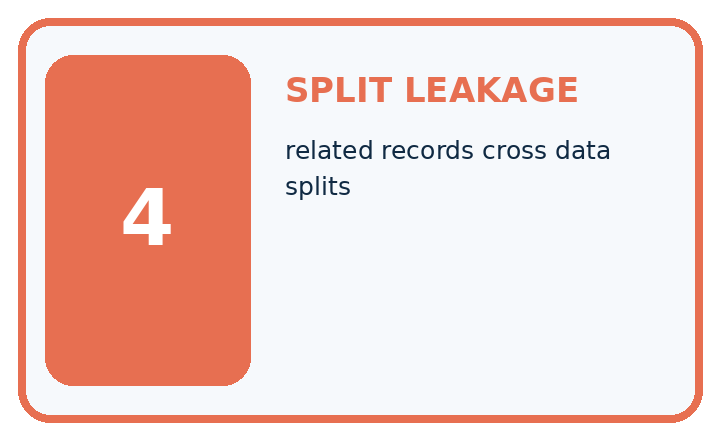 4
SPLIT LEAKAGE
related records cross data
splits